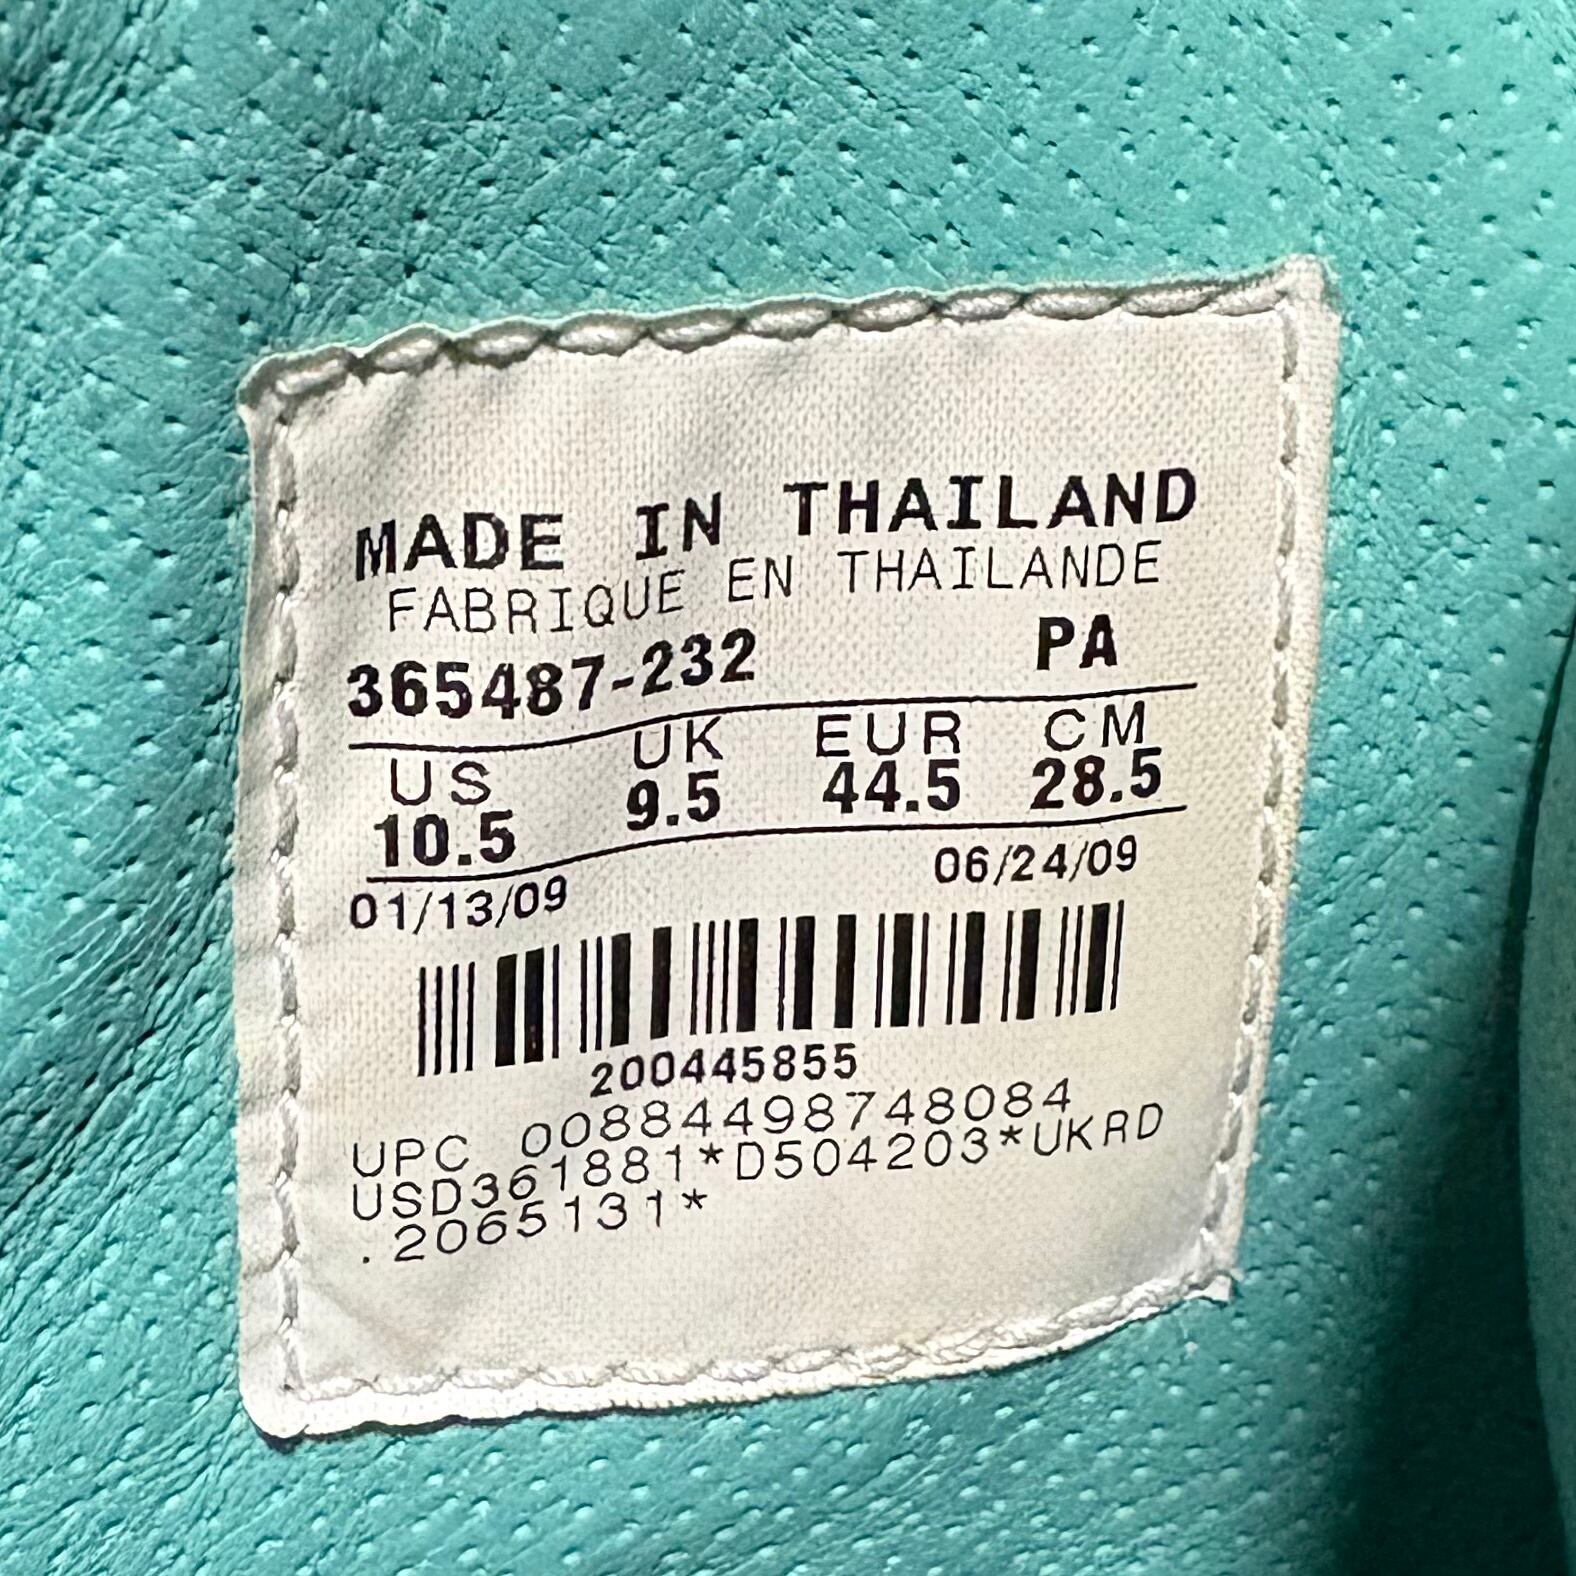 MADE IN THAILAND
FABRIQUE EN THAILANDE
365487-232 PA
US UK EUR CM
10.5 9.5 44.5 28.5
01/13/09 06/24/09
200445855
UPC 00884498748084
USD361881*D504203*UKRD
.2065131*